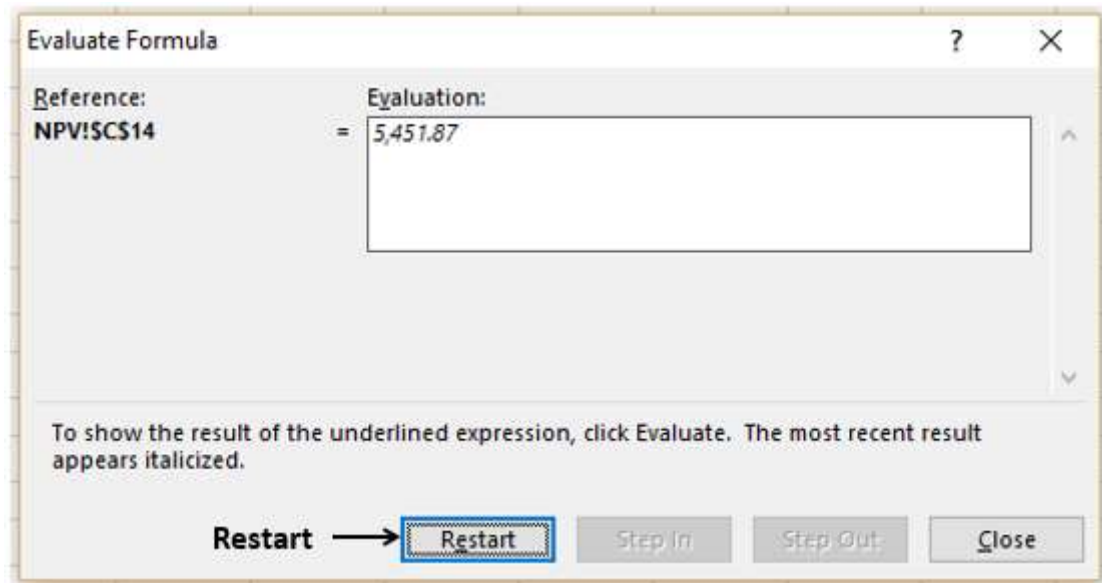 Evaluate Formula ? X
Reference: Evaluation:
NPV!$C$14 = 5,451.87
To show the result of the underlined expression, click Evaluate. The most recent result
appears italicized.
Restart Restart Step In Step Out Close